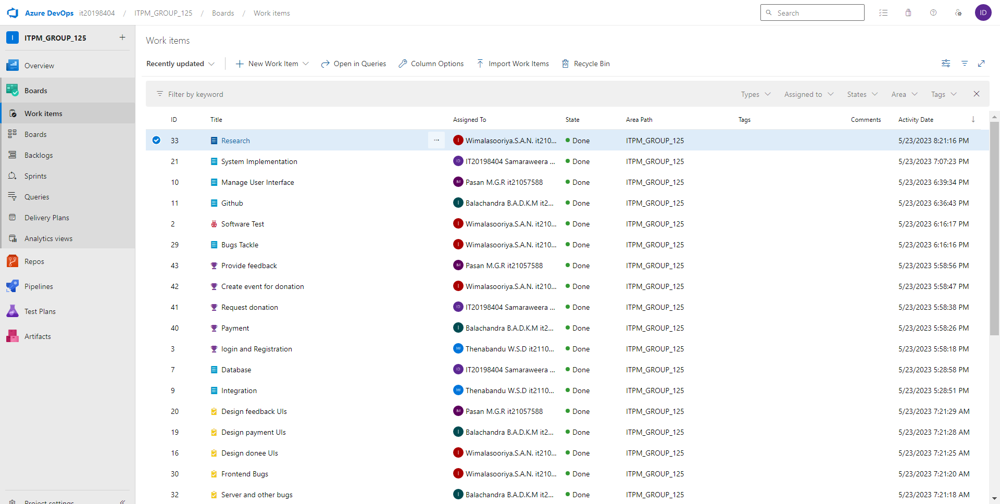 Azure DevOps it20198404 / ITPM_GROUP_125 / Boards / Work items
Search
ID
I ITPM_GROUP_125 +
Overview
Boards
Work items
Boards
Backlogs
Sprints
Queries
Delivery Plans
Analytics views
Repos
Pipelines
Test Plans
Artifacts
Project settings
Work items
Recently updated New Work Item Open in Queries Column Options Import Work Items Recycle Bin
Filter by keyword Types Assigned to States Area Tags
ID Title Assigned To State Area Path Tags Comments Activity Date
33 Research ... I Wimalasooriya.S.A.N. it210... Done ITPM_GROUP_125 5/23/2023 8:21:16 PM
21 System Implementation ID IT20198404 Samaraweera ... Done ITPM_GROUP_125 5/23/2023 7:07:23 PM
10 Manage User Interface IM Pasan M.G.R it21057588 Done ITPM_GROUP_125 5/23/2023 6:39:34 PM
11 Github I Balachandra B.A.D.K.M it2... Done ITPM_GROUP_125 5/23/2023 6:36:43 PM
2 Software Test I Wimalasooriya.S.A.N. it210... Done ITPM_GROUP_125 5/23/2023 6:16:17 PM
29 Bugs Tackle I Wimalasooriya.S.A.N. it210... Done ITPM_GROUP_125 5/23/2023 6:16:16 PM
43 Provide feedback IM Pasan M.G.R it21057588 Done ITPM_GROUP_125 5/23/2023 5:58:56 PM
42 Create event for donation I Wimalasooriya.S.A.N. it210... Done ITPM_GROUP_125 5/23/2023 5:58:47 PM
41 Request donation ID IT20198404 Samaraweera ... Done ITPM_GROUP_125 5/23/2023 5:58:38 PM
40 Payment I Balachandra B.A.D.K.M it2... Done ITPM_GROUP_125 5/23/2023 5:58:26 PM
3 login and Registration IW Thenabandu W.S.D it2110... Done ITPM_GROUP_125 5/23/2023 5:58:18 PM
7 Database ID IT20198404 Samaraweera ... Done ITPM_GROUP_125 5/23/2023 5:28:58 PM
9 Integration IW Thenabandu W.S.D it2110... Done ITPM_GROUP_125 5/23/2023 5:28:51 PM
20 Design feedback UIs IM Pasan M.G.R it21057588 Done ITPM_GROUP_125 5/23/2023 7:21:29 AM
19 Design payment UIs I Balachandra B.A.D.K.M it2... Done ITPM_GROUP_125 5/23/2023 7:21:28 AM
16 Design donee UIs I Wimalasooriya.S.A.N. it210... Done ITPM_GROUP_125 5/23/2023 7:21:25 AM
30 Frontend Bugs I Wimalasooriya.S.A.N. it210... Done ITPM_GROUP_125 5/23/2023 7:21:20 AM
32 Server and other bugs I Balachandra B.A.D.K.M it2... Done ITPM_GROUP_125 5/23/2023 7:21:18 AM